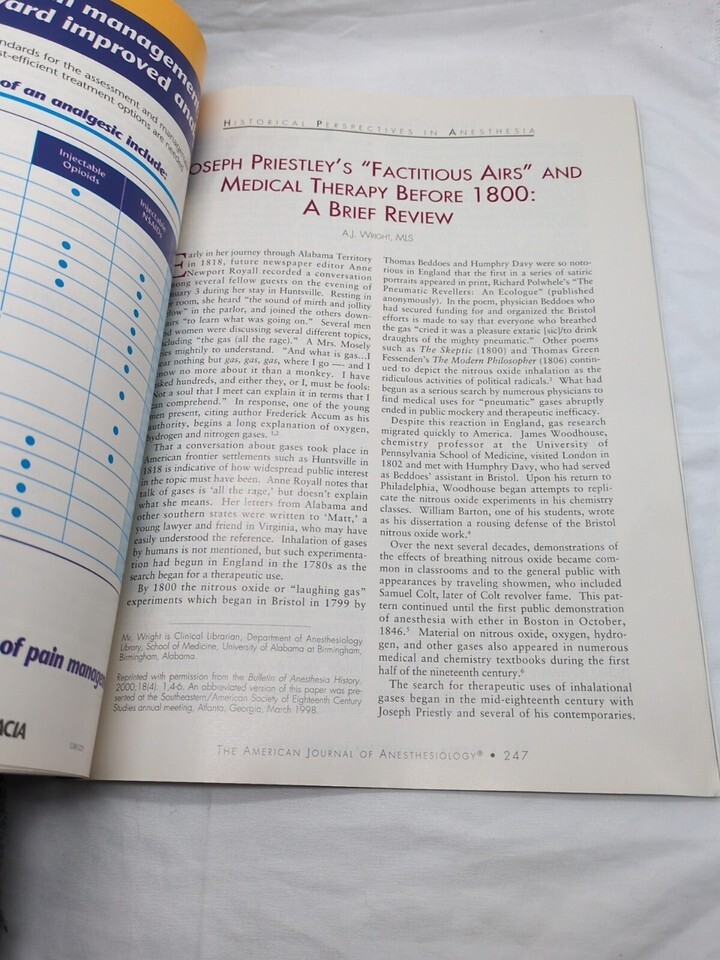 management
ard improved
ndards for the assessment and
st-efficient treatment options are needed
of an analgesic include:
Injectable
Opioids
Injectable
NSAIDs
of pain
ACIA
HISTORICAL PERSPECTIVES IN ANESTHESIA
OSEPH PRIESTLEY'S "FACTITIOUS AIRS" AND
MEDICAL THERAPY BEFORE 1800:
A BRIEF REVIEW
A.J. WRIGHT, MLS
Early in her journey through Alabama Territory
in 1818, future newspaper editor Anne
Newport Royall recorded a conversation
ong several fellow guests on the evening of
uary 3 during her stay in Huntsville. Resting in
room, she heard "the sound of mirth and jollity
ow" in the parlor, and joined the others down-
irs "to learn what was going on." Several men
d women were discussing several different topics,
cluding "the gas (all the rage)." A Mrs. Mosely
es mightily to understand. "And what is gas...I
ear nothing but gas, gas, gas, where I go — and I
now no more about it than a monkey. I have
sked hundreds, and either they, or I, must be fools:
Not a soul that I meet can explain it in terms that I
can comprehend." In response, one of the young
men present, citing author Frederick Accum as his
authority, begins a long explanation of oxygen,
hydrogen and nitrogen gases. 1,2
That a conversation about gases took place in
American frontier settlements such as Huntsville in
1818 is indicative of how widespread public interest
in the topic must have been. Anne Royall notes that
talk of gases is 'all the rage,' but doesn't explain
what she means. Her letters from Alabama and
other southern states were written to 'Matt,' a
young lawyer and friend in Virginia, who may have
easily understood the reference. Inhalation of gases
by humans is not mentioned, but such experimenta-
tion had begun in England in the 1780s as the
search began for a therapeutic use.
By 1800 the nitrous oxide or "laughing gas"
experiments which began in Bristol in 1799 by
Mr. Wright is Clinical Librarian, Department of Anesthesiology
Library, School of Medicine, University of Alabama at Birmingham,
Birmingham, Alabama.
Reprinted with permission from the Bulletin of Anesthesia History.
2000;18(4): 1,4-6. An abbreviated version of this paper was pre-
sented at the Southeastern/American Society of Eighteenth Century
Studies annual meeting, Atlanta, Georgia, March 1998.
Thomas Beddoes and Humphry Davy were so noto-
rious in England that the first in a series of satiric
portraits appeared in print, Richard Polwhele's "The
Pneumatic Revellers: An Ecologue" (published
anonymously). In the poem, physician Beddoes who
had secured funding for and organized the Bristol
efforts is made to say that everyone who breathed
the gas "cried it was a pleasure extatic [sic]/to drink
draughts of the mighty pneumatic." Other poems
such as The Skeptic (1800) and Thomas Green
Fessenden's The Modern Philosopher (1806) contin-
ued to depict the nitrous oxide inhalation as the
ridiculous activities of political radicals.3 What had
begun as a serious search by numerous physicians to
find medical uses for "pneumatic" gases abruptly
ended in public mockery and therapeutic inefficacy.
Despite this reaction in England, gas research
migrated quickly to America. James Woodhouse,
chemistry professor at the University of
Pennsylvania School of Medicine, visited London in
1802 and met with Humphry Davy, who had served
as Beddoes' assistant in Bristol. Upon his return to
Philadelphia, Woodhouse began attempts to repli-
cate the nitrous oxide experiments in his chemistry
classes. William Barton, one of his students, wrote
as his dissertation a rousing defense of the Bristol
nitrous oxide work.4
Over the next several decades, demonstrations of
the effects of breathing nitrous oxide became com-
mon in classrooms and to the general public with
appearances by traveling showmen, who included
Samuel Colt, later of Colt revolver fame. This pat-
tern continued until the first public demonstration
of anesthesia with ether in Boston in October,
1846.5 Material on nitrous oxide, oxygen, hydro-
gen, and other gases also appeared in numerous
medical and chemistry textbooks during the first
half of the nineteenth century.6
The search for therapeutic uses of inhalational
gases began in the mid-eighteenth century with
Joseph Priestly and several of his contemporaries.
THE AMERICAN JOURNAL OF ANESTHESIOLOGY® • 247